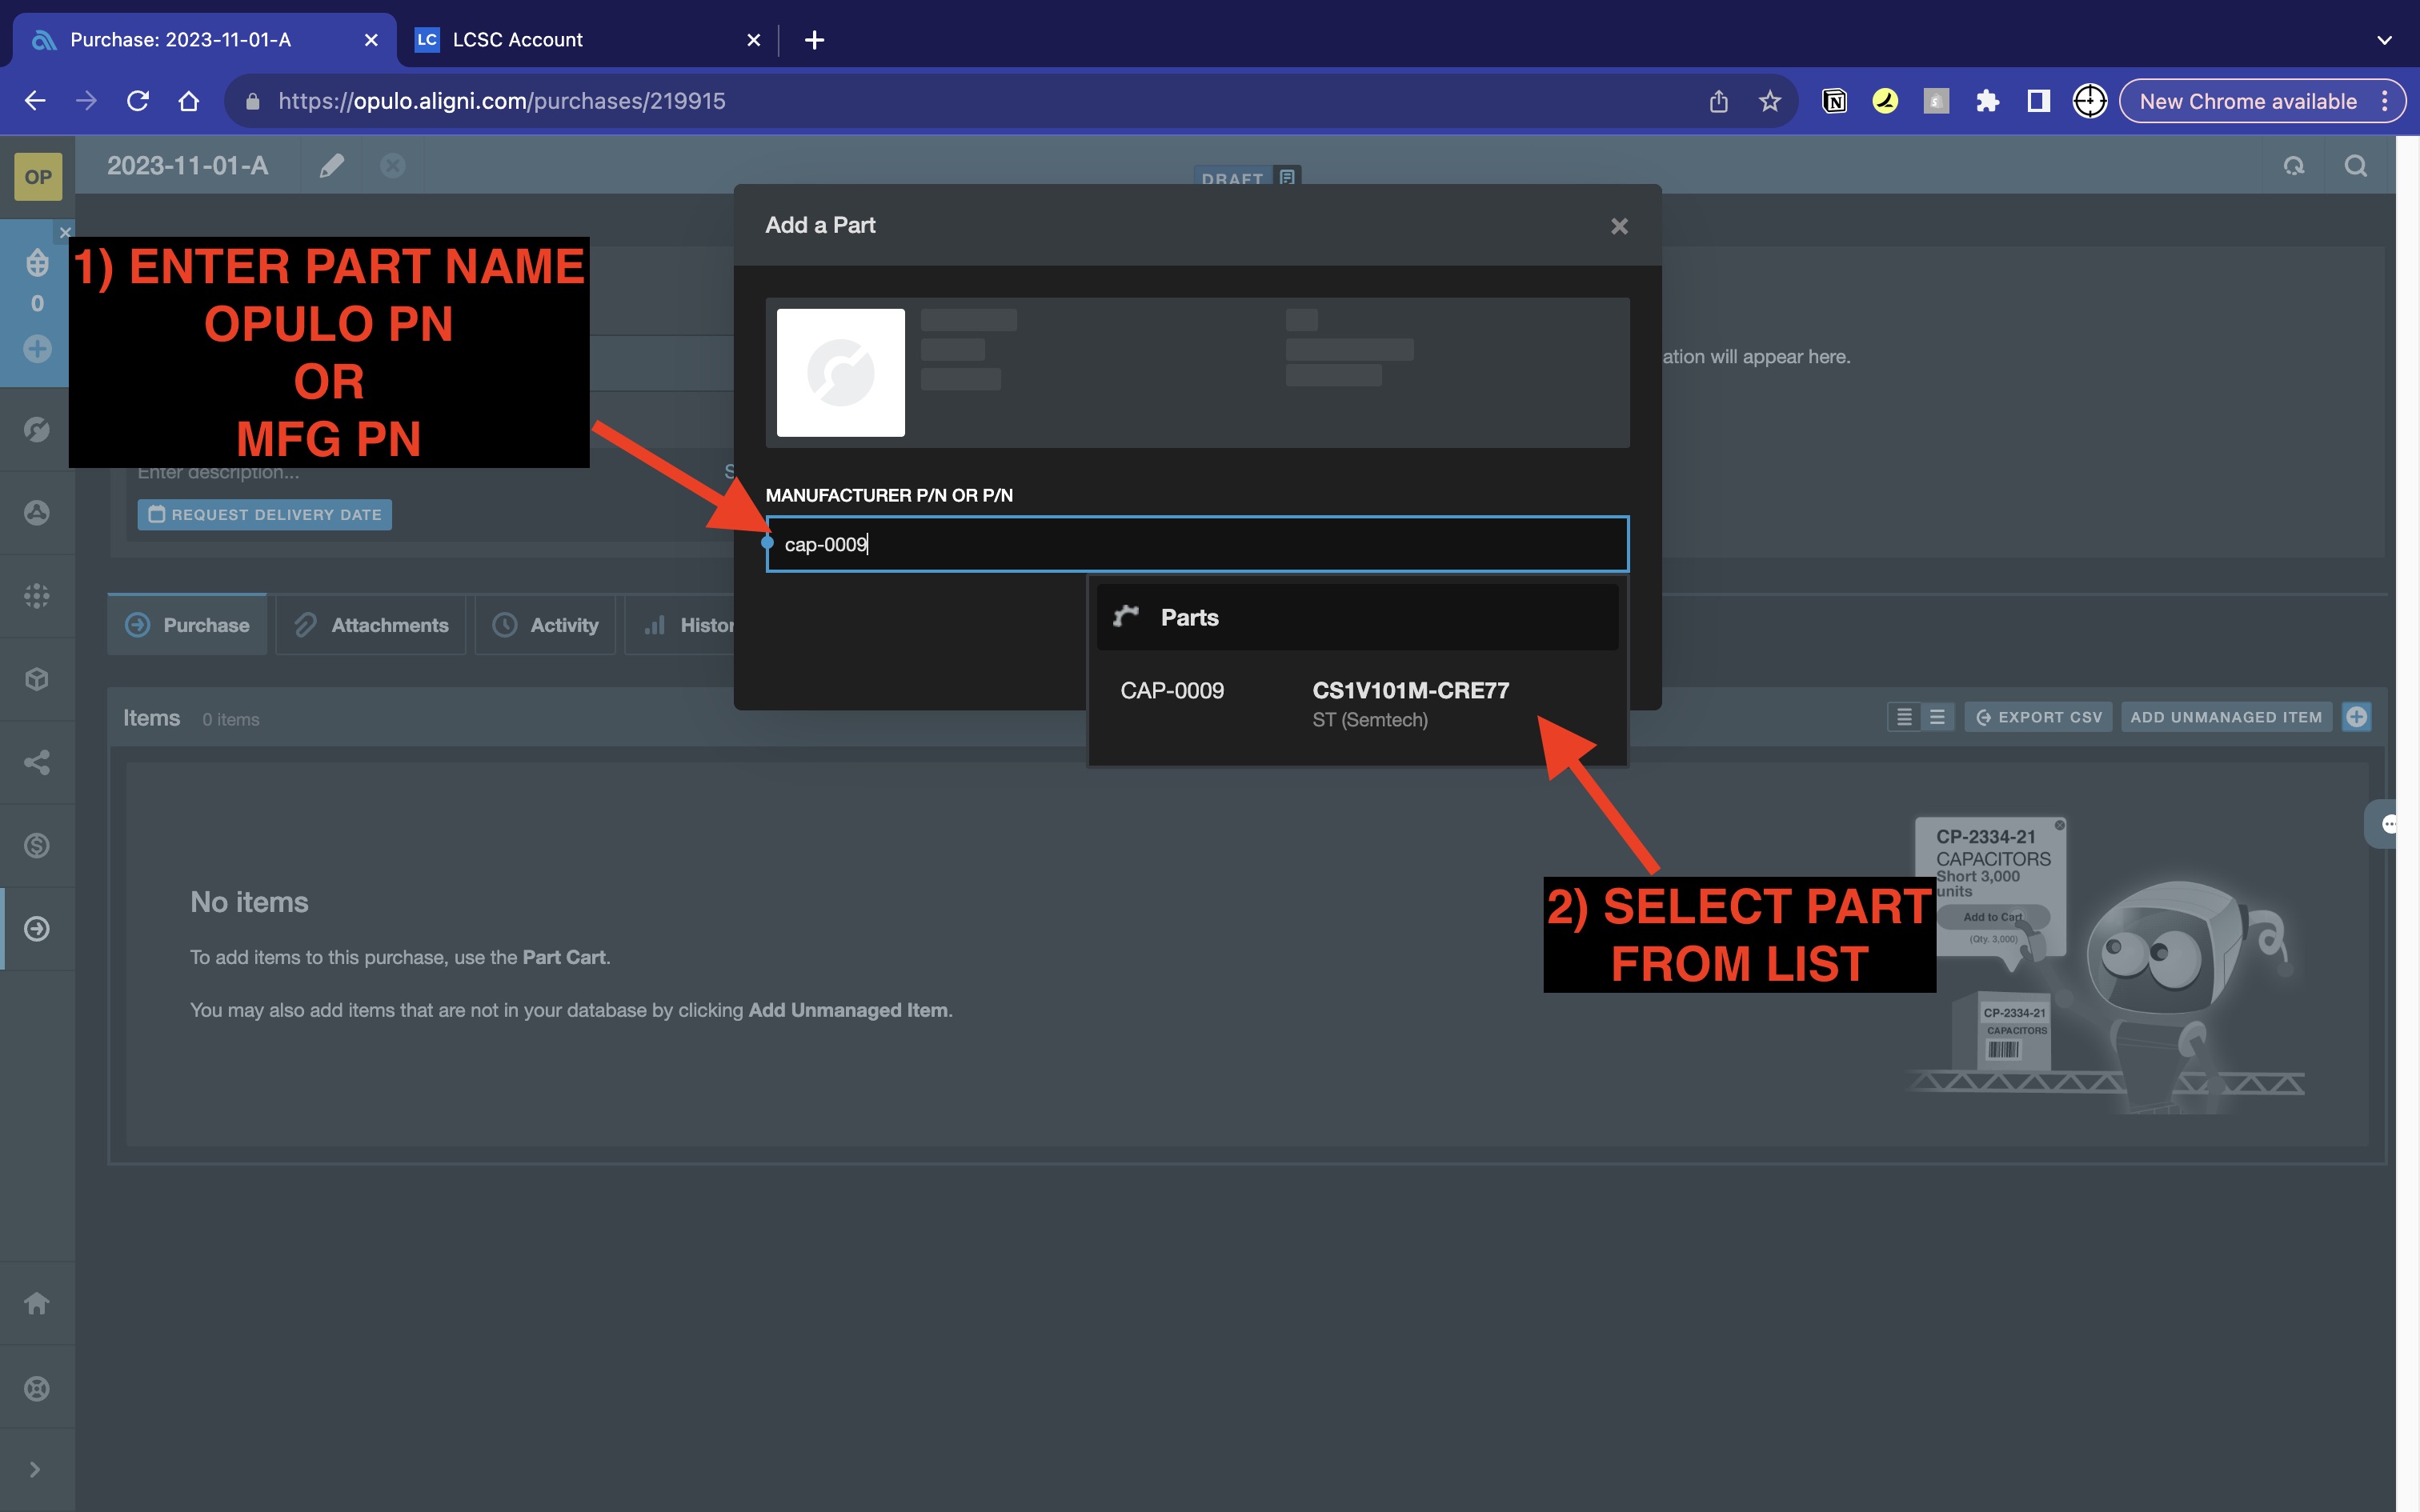 Purchase: 2023-11-01-A
LC LCSC Account
https://opulo.aligni.com/purchases/219915
New Chrome available
OP
2023-11-01-A
DRAFT
0
1) ENTER PART NAME
OPULO PN
OR
MFG PN
Add a Part
ation will appear here.
Enter description...
S
REQUEST DELIVERY DATE
MANUFACTURER P/N OR P/N
cap-0009
Purchase
Attachments
Activity
Histor
Parts
CAP-0009 CS1V101M-CRE77
ST (Semtech)
Items 0 items
EXPORT CSV
ADD UNMANAGED ITEM
No items
To add items to this purchase, use the Part Cart.
You may also add items that are not in your database by clicking Add Unmanaged Item.
2) SELECT PART
FROM LIST
CP-2334-21
CAPACITORS
Short 3,000
units
Add to Cart
(Qty. 3,000)
CP-2334-21
CAPACITORS